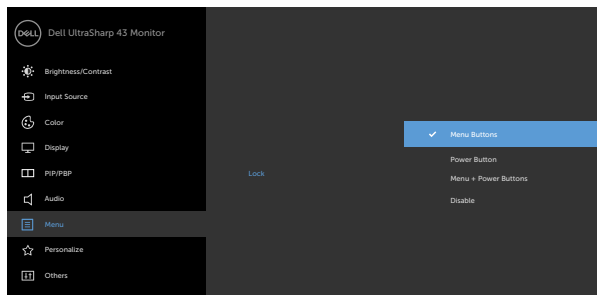 DELL
Dell UltraSharp 43 Monitor
Brightness/Contrast
Input Source
Color
Display
PIP/PBP
Audio
Menu
Personalize
Others
Lock
Menu Buttons
Power Button
Menu + Power Buttons
Disable